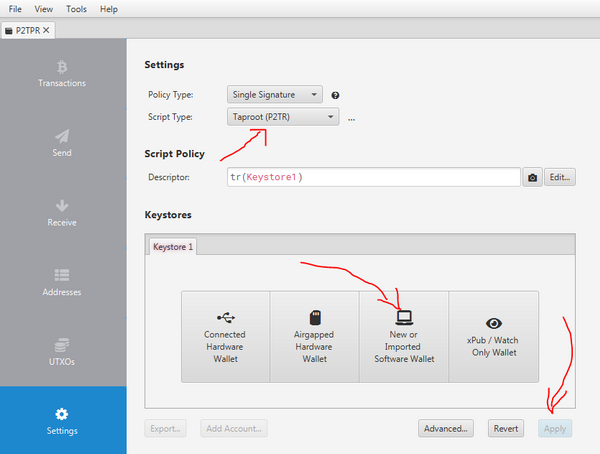 File View Tools Help
P2TPR
Transactions
Send
Receive
Addresses
UTXOs
Settings
Settings
Policy Type: Single Signature
Script Type: Taproot (P2TR) ...
Script Policy
Descriptor: tr(Keystore1) Edit...
Keystores
Keystore 1
Connected
Hardware
Wallet
Airgapped
Hardware
Wallet
New or
Imported
Software Wallet
xPub / Watch
Only Wallet
Export... Add Account... Advanced... Revert Apply